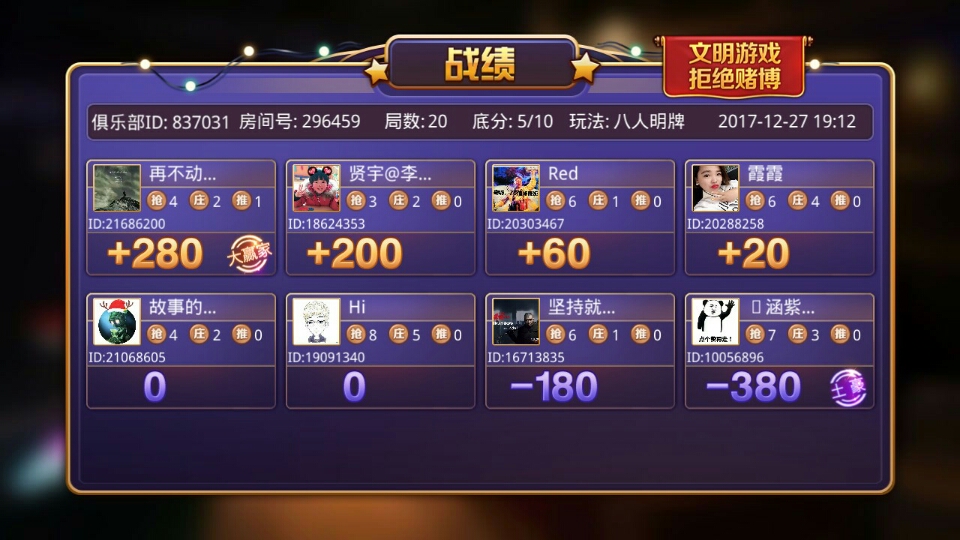 战绩
文明游戏
拒绝赌博
俱乐部ID: 837031 房间号: 296459 局数: 20 底分: 5/10 玩法: 八人明牌 2017-12-27 19:12
再不动...
抢 4 庄 2 推 1
ID:21686200
+280 大赢家
贤宇@李...
抢 3 庄 2 推 0
ID:18624353
+200
Red
抢 6 庄 1 推 0
ID:20303467
+60
霞霞
抢 6 庄 4 推 0
ID:20288258
+20
故事的...
抢 4 庄 2 推 0
ID:21068605
0
Hi
抢 8 庄 5 推 0
ID:19091340
0
坚持就...
抢 6 庄 1 推 0
ID:16713835
-180
涵紫...
抢 7 庄 3 推 0
ID:10056896
-380 土豪